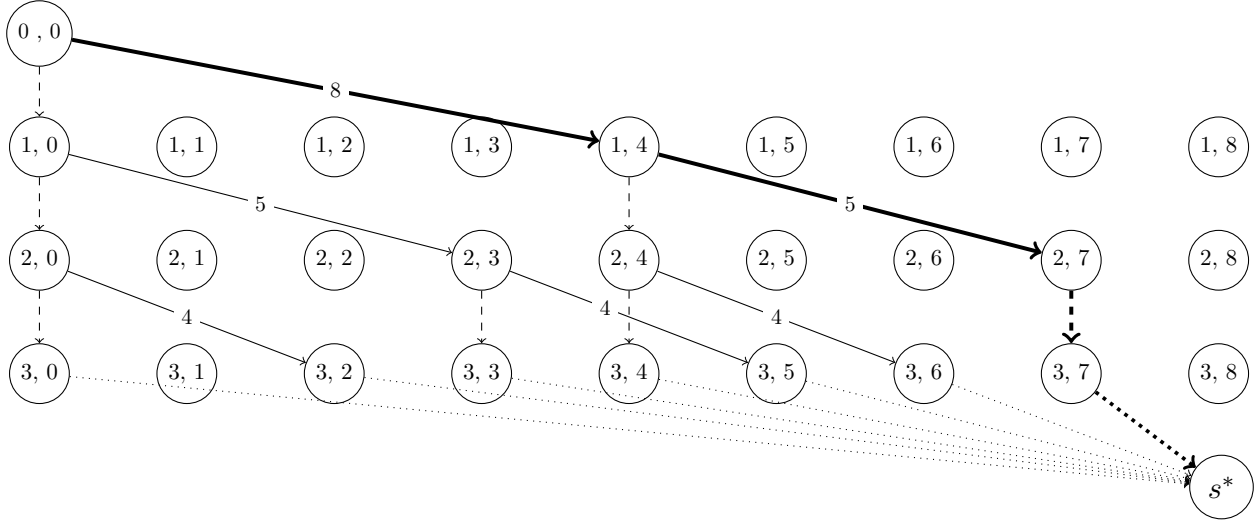 0 , 0
8
1, 0 1, 1 1, 2 1, 3 1, 4 1, 5 1, 6 1, 7 1, 8
5 5
2, 0 2, 1 2, 2 2, 3 2, 4 2, 5 2, 6 2, 7 2, 8
4 4 4
3, 0 3, 1 3, 2 3, 3 3, 4 3, 5 3, 6 3, 7 3, 8
s*